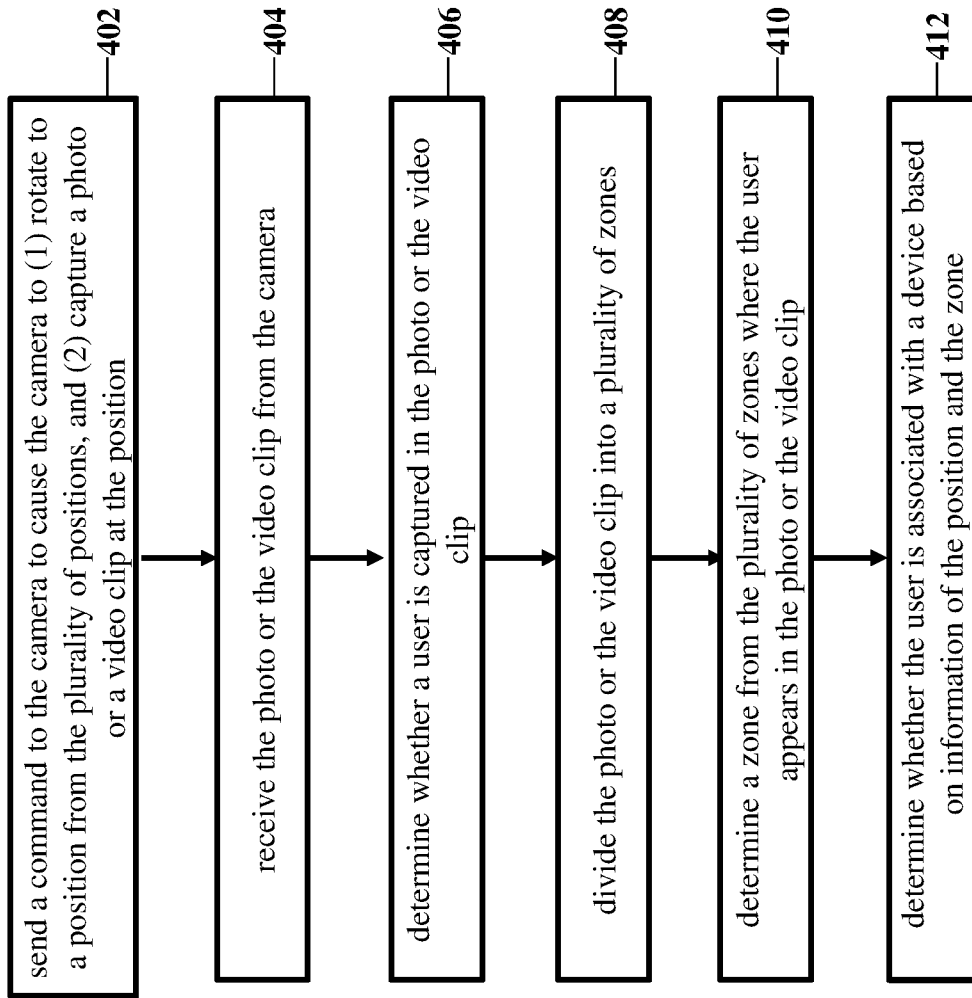 send a command to the camera to cause the camera to (1) rotate to
a position from the plurality of positions, and (2) capture a photo
or a video clip at the position
402
receive the photo or the video clip from the camera
404
determine whether a user is captured in the photo or the video
clip
406
divide the photo or the video clip into a plurality of zones
408
determine a zone from the plurality of zones where the user
appears in the photo or the video clip
410
determine whether the user is associated with a device based
on information of the position and the zone
412